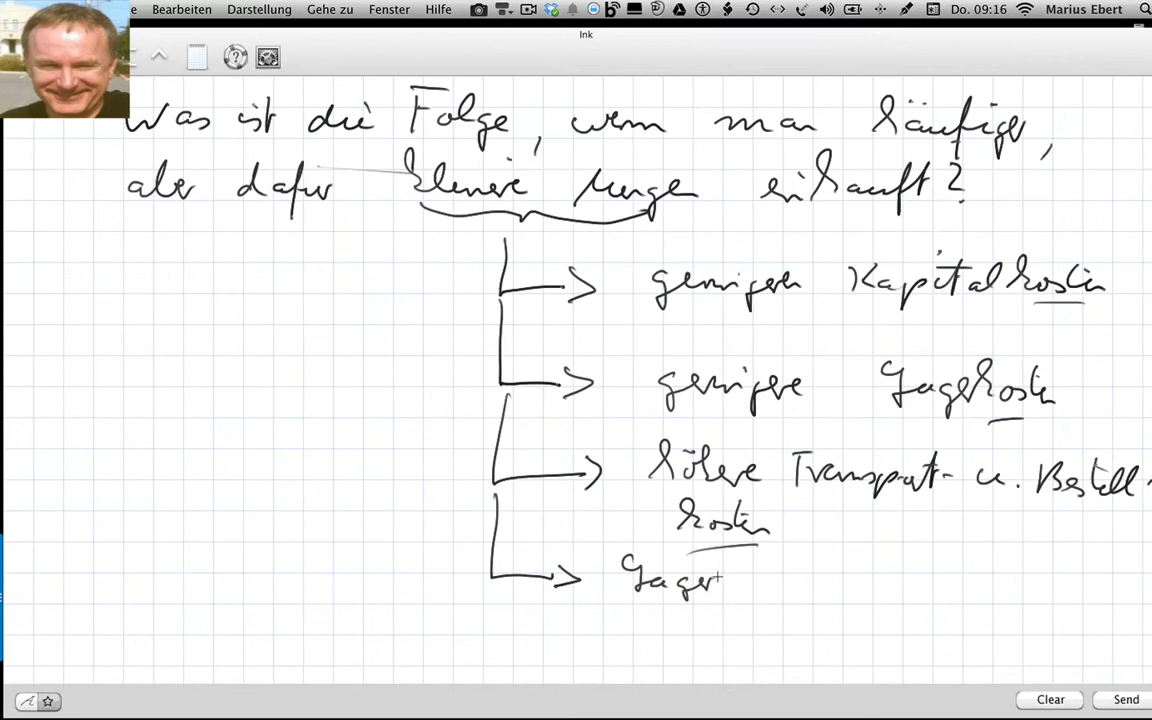 Bearbeiten Darstellung Gehe zu Fenster Hilfe Do. 09:16 Marius Ebert
Ink
Was ist die Folge, wenn man häufiger,
aber dafür kleinere Menge einkauft?
geringere Kapitalkosten
geringere Lagerkosten
höhere Transport- u. Bestell-
kosten
Lager
Clear Send